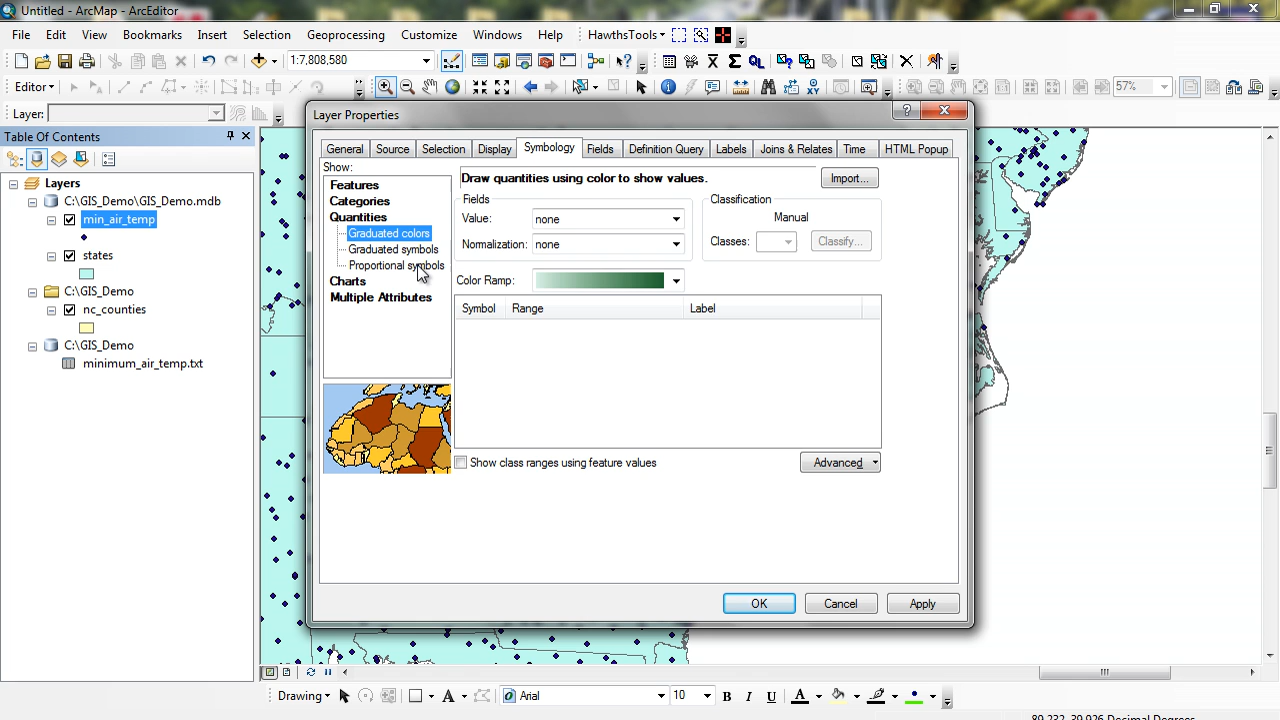 Untitled - ArcMap - ArcEditor
File Edit View Bookmarks Insert Selection Geoprocessing Customize Windows Help HawthsTools
1:7,808,580
Editor 57%
Layer:
Layer Properties
Table Of Contents
General Source Selection Display Symbology Fields Definition Query Labels Joins & Relates Time HTML Popup
Layers
C:\GIS_Demo\GIS_Demo.mdb
min_air_temp
states
C:\GIS_Demo
nc_counties
C:\GIS_Demo
minimum_air_temp.txt
Show:
Features
Categories
Quantities
Graduated colors
Graduated symbols
Proportional symbols
Charts
Multiple Attributes
Draw quantities using color to show values.
Import...
Fields
Value: none
Normalization: none
Classification
Manual
Classes: Classify...
Color Ramp:
Symbol Range Label
Show class ranges using feature values
Advanced
OK Cancel Apply
Drawing A Arial 10 B I U A